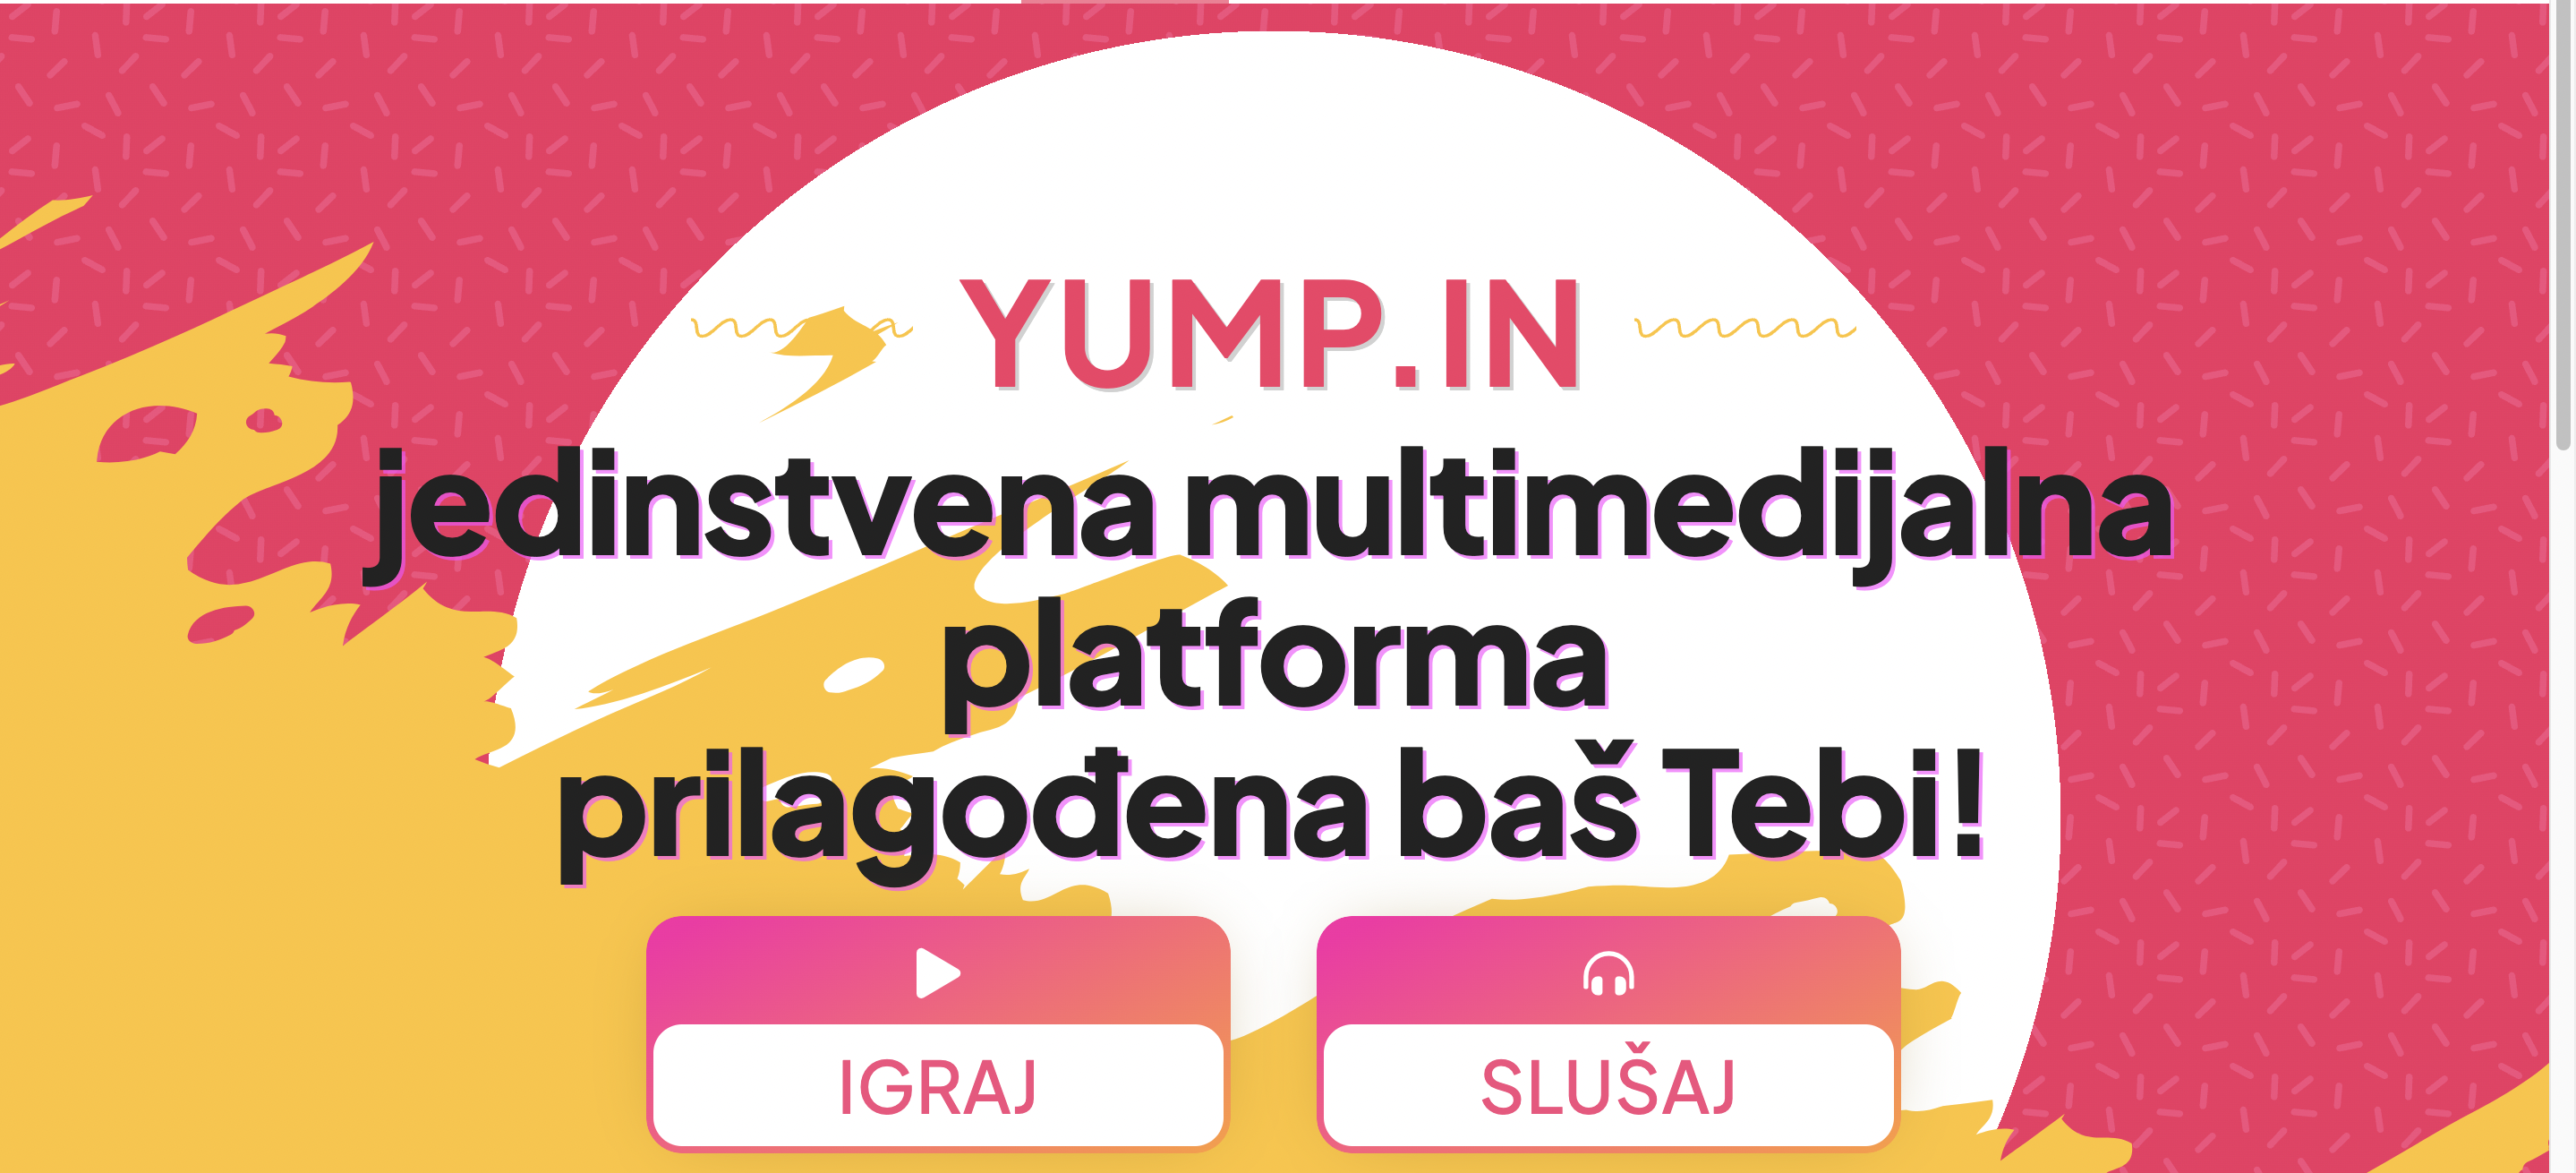 YUMP.IN
jedinstvena multimedijalna
platforma
prilagođena baš Tebi!
IGRAJ
SLUŠAJ